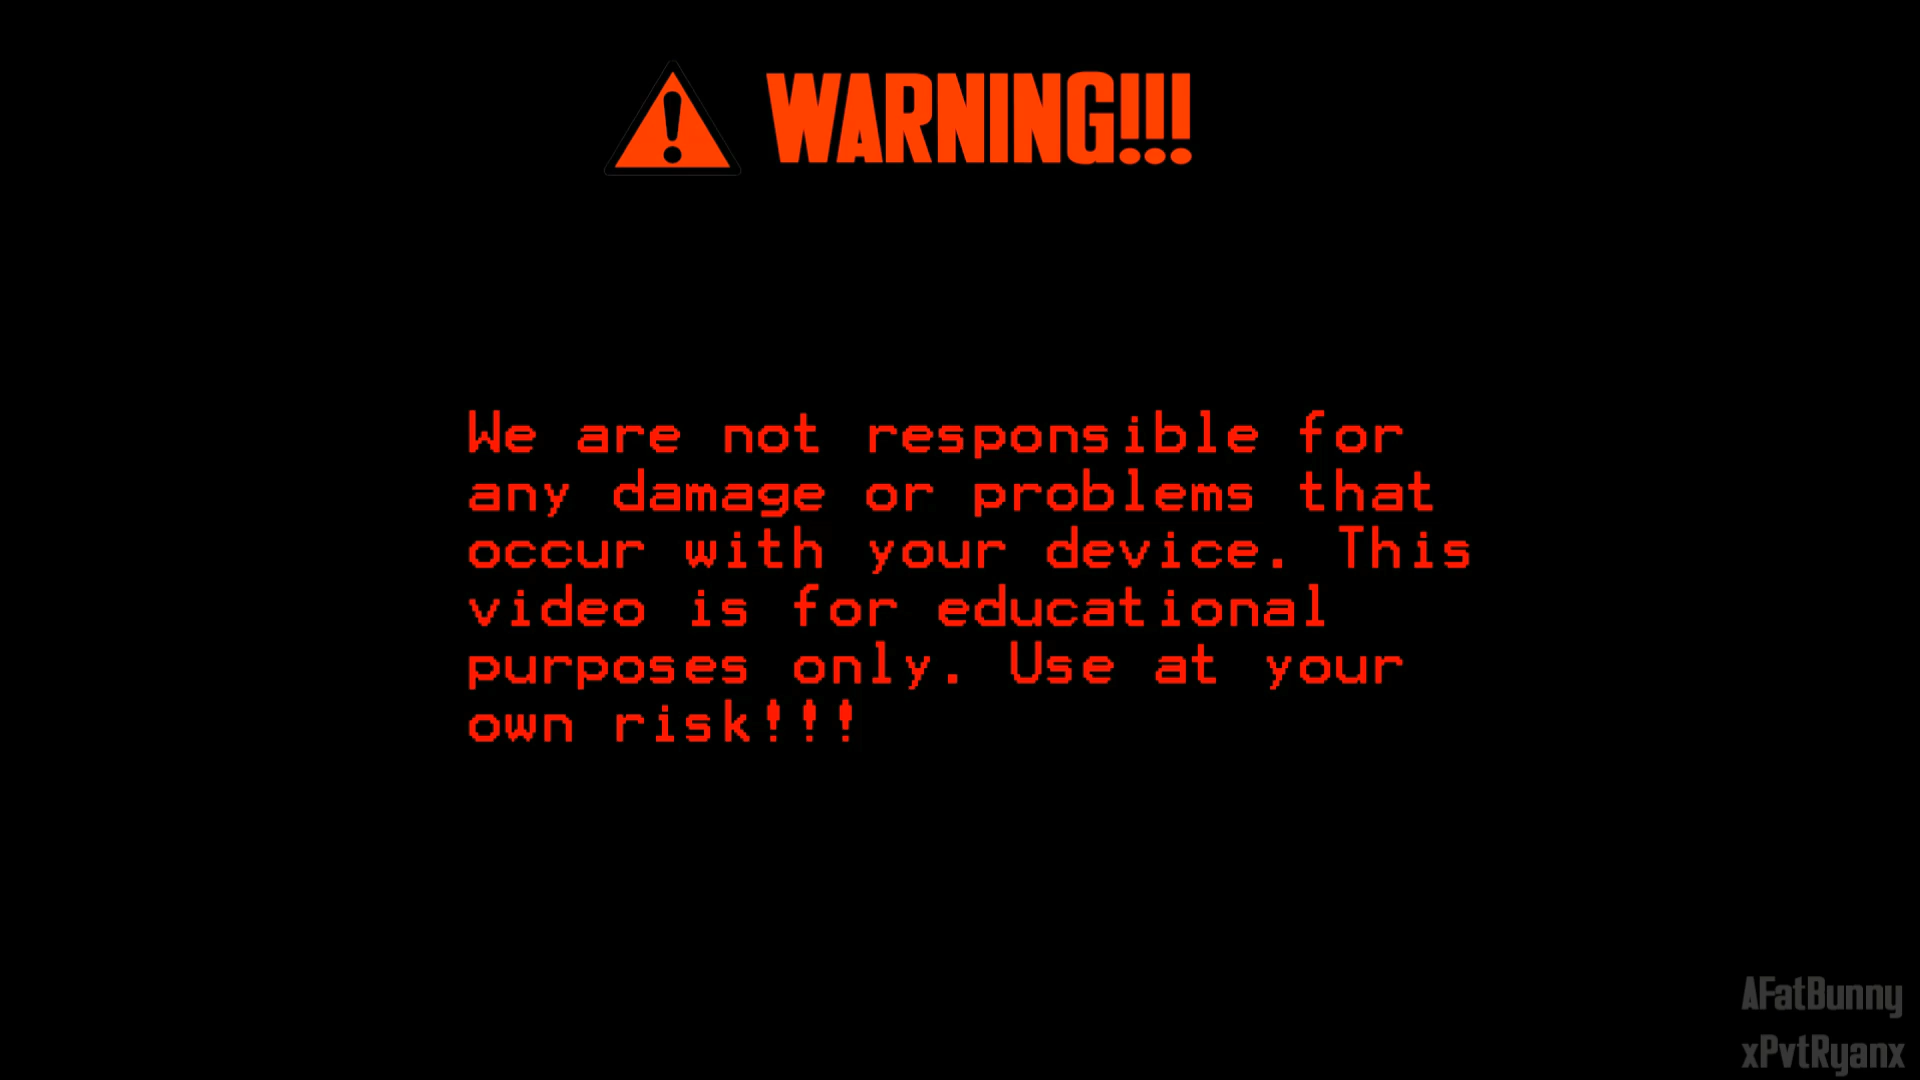 WARNING!!!
We are not responsible for
any damage or problems that
occur with your device. This
video is for educational
purposes only. Use at your
own risk!!!
AFatBunny
xPvtRyanx